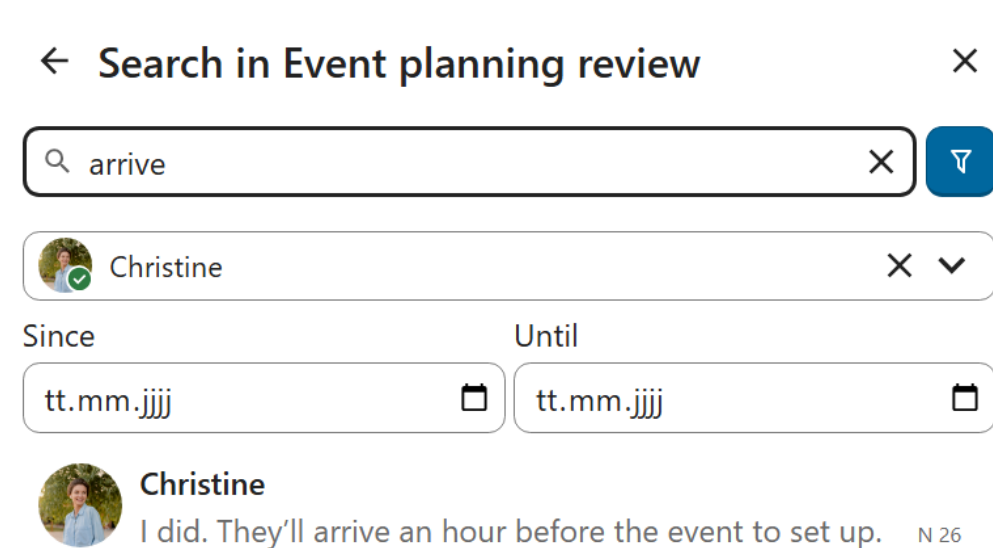 Search in Event planning review
arrive
Christine
Since Until
tt.mm.jjjj tt.mm.jjjj
Christine
I did. They’ll arrive an hour before the event to set up. N 26